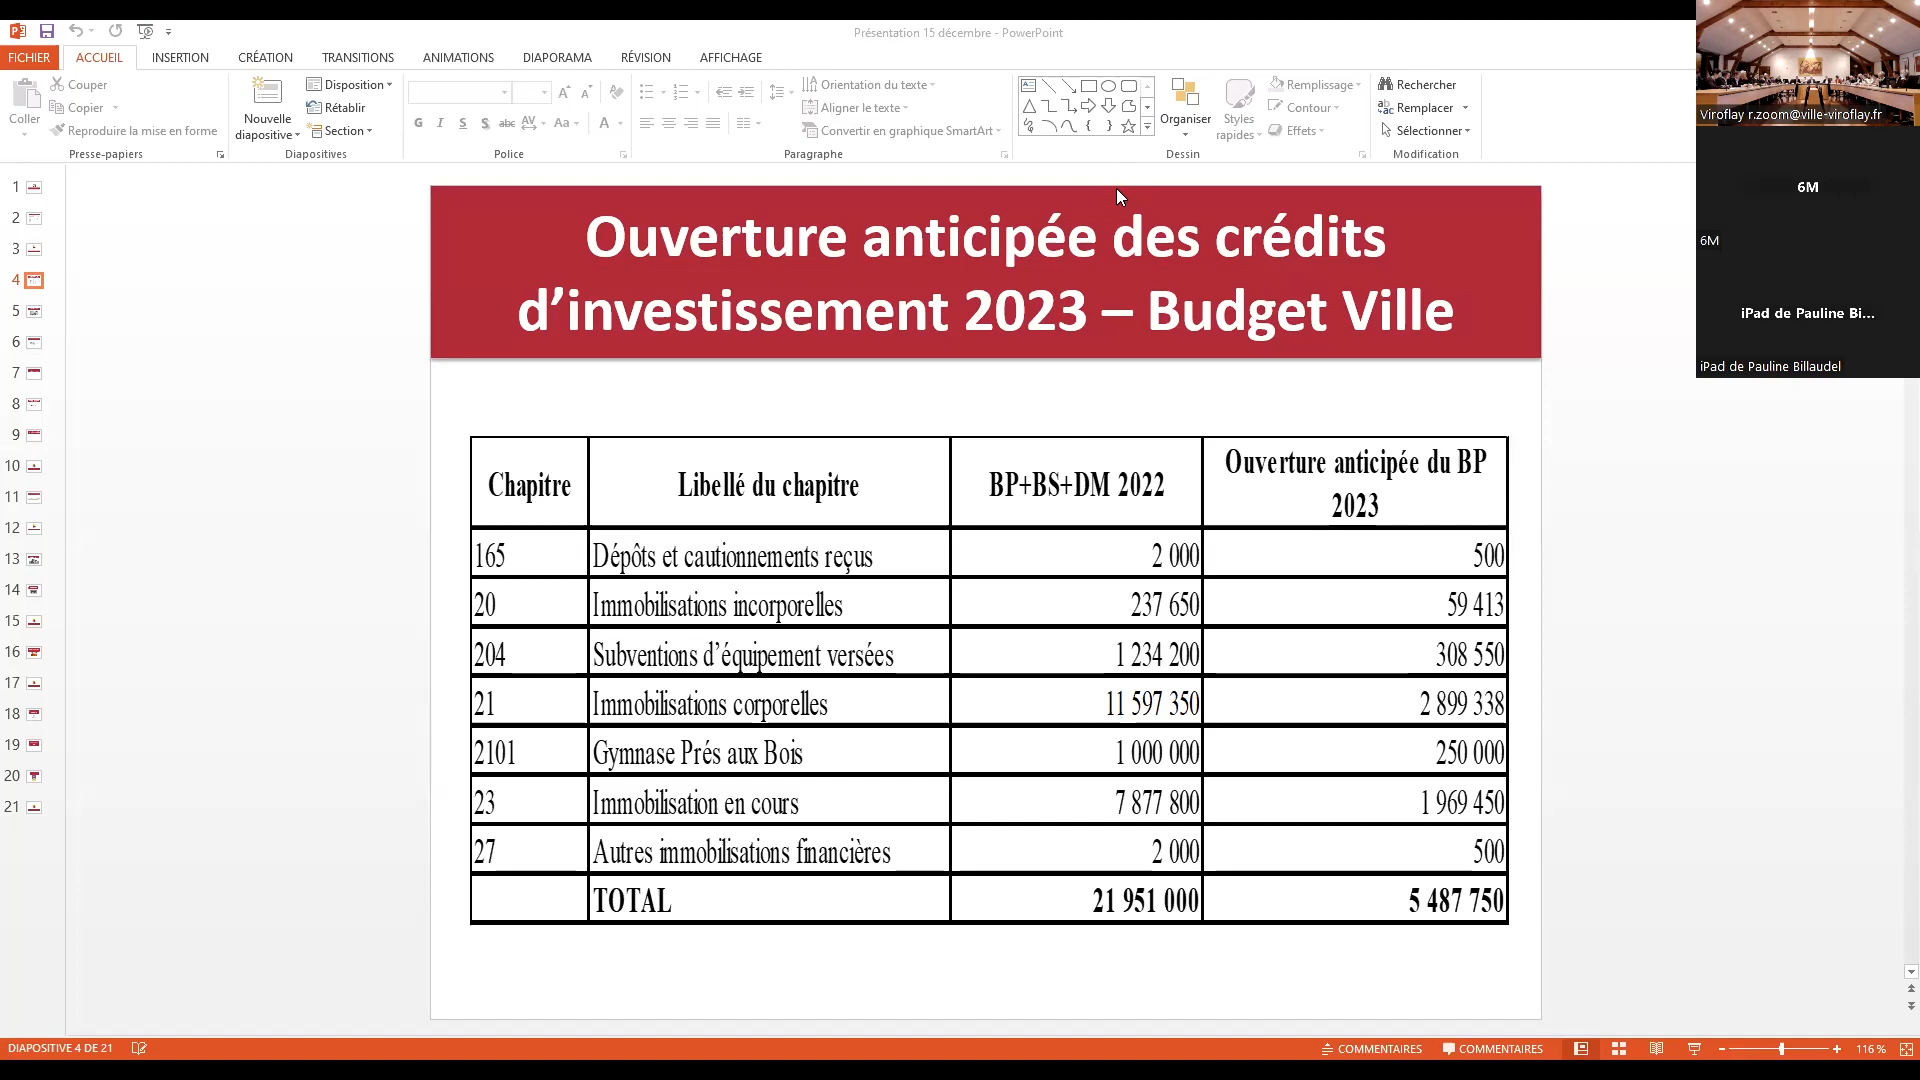 Présentation 15 décembre - PowerPoint
FICHIER ACCUEIL INSERTION CRÉATION TRANSITIONS ANIMATIONS DIAPORAMA RÉVISION AFFICHAGE
Coller
Couper
Copier
Reproduire la mise en forme
Presse-papiers
Nouvelle diapositive
Disposition
Rétablir
Section
Diapositives
G I S S abc AV Aa A
Police
Orientation du texte
Aligner le texte
Convertir en graphique SmartArt
Paragraphe
Organiser
Styles rapides
Remplissage
Contour
Effets
Dessin
Rechercher
Remplacer
Sélectionner
Modification
Viroflay r.zoom@ville-viroflay.fr
6M
6M
iPad de Pauline Bi...
iPad de Pauline Billaudel
1
2
3
4
5
6
7
8
9
10
11
12
13
14
15
16
17
18
19
20
21
Ouverture anticipée des crédits
d’investissement 2023 – Budget Ville
Chapitre Libellé du chapitre BP+BS+DM 2022 Ouverture anticipée du BP 2023
165 Dépôts et cautionnements reçus 2 000 500
20 Immobilisations incorporelles 237 650 59 413
204 Subventions d’équipement versées 1 234 200 308 550
21 Immobilisations corporelles 11 597 350 2 899 338
2101 Gymnase Prés aux Bois 1 000 000 250 000
23 Immobilisation en cours 7 877 800 1 969 450
27 Autres immobilisations financières 2 000 500
TOTAL 21 951 000 5 487 750
DIAPOSITIVE 4 DE 21 COMMENTAIRES COMMENTAIRES 116 %